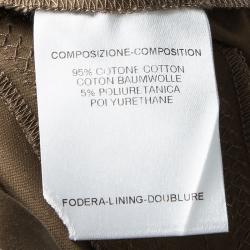 COMPOSIZIONE-COMPOSITION
95% COTONE COTTON
COTON BAUMWOLLE
5% POLIURETANICA
POLYURETHANE
FODERA-LINING-DOUBLURE